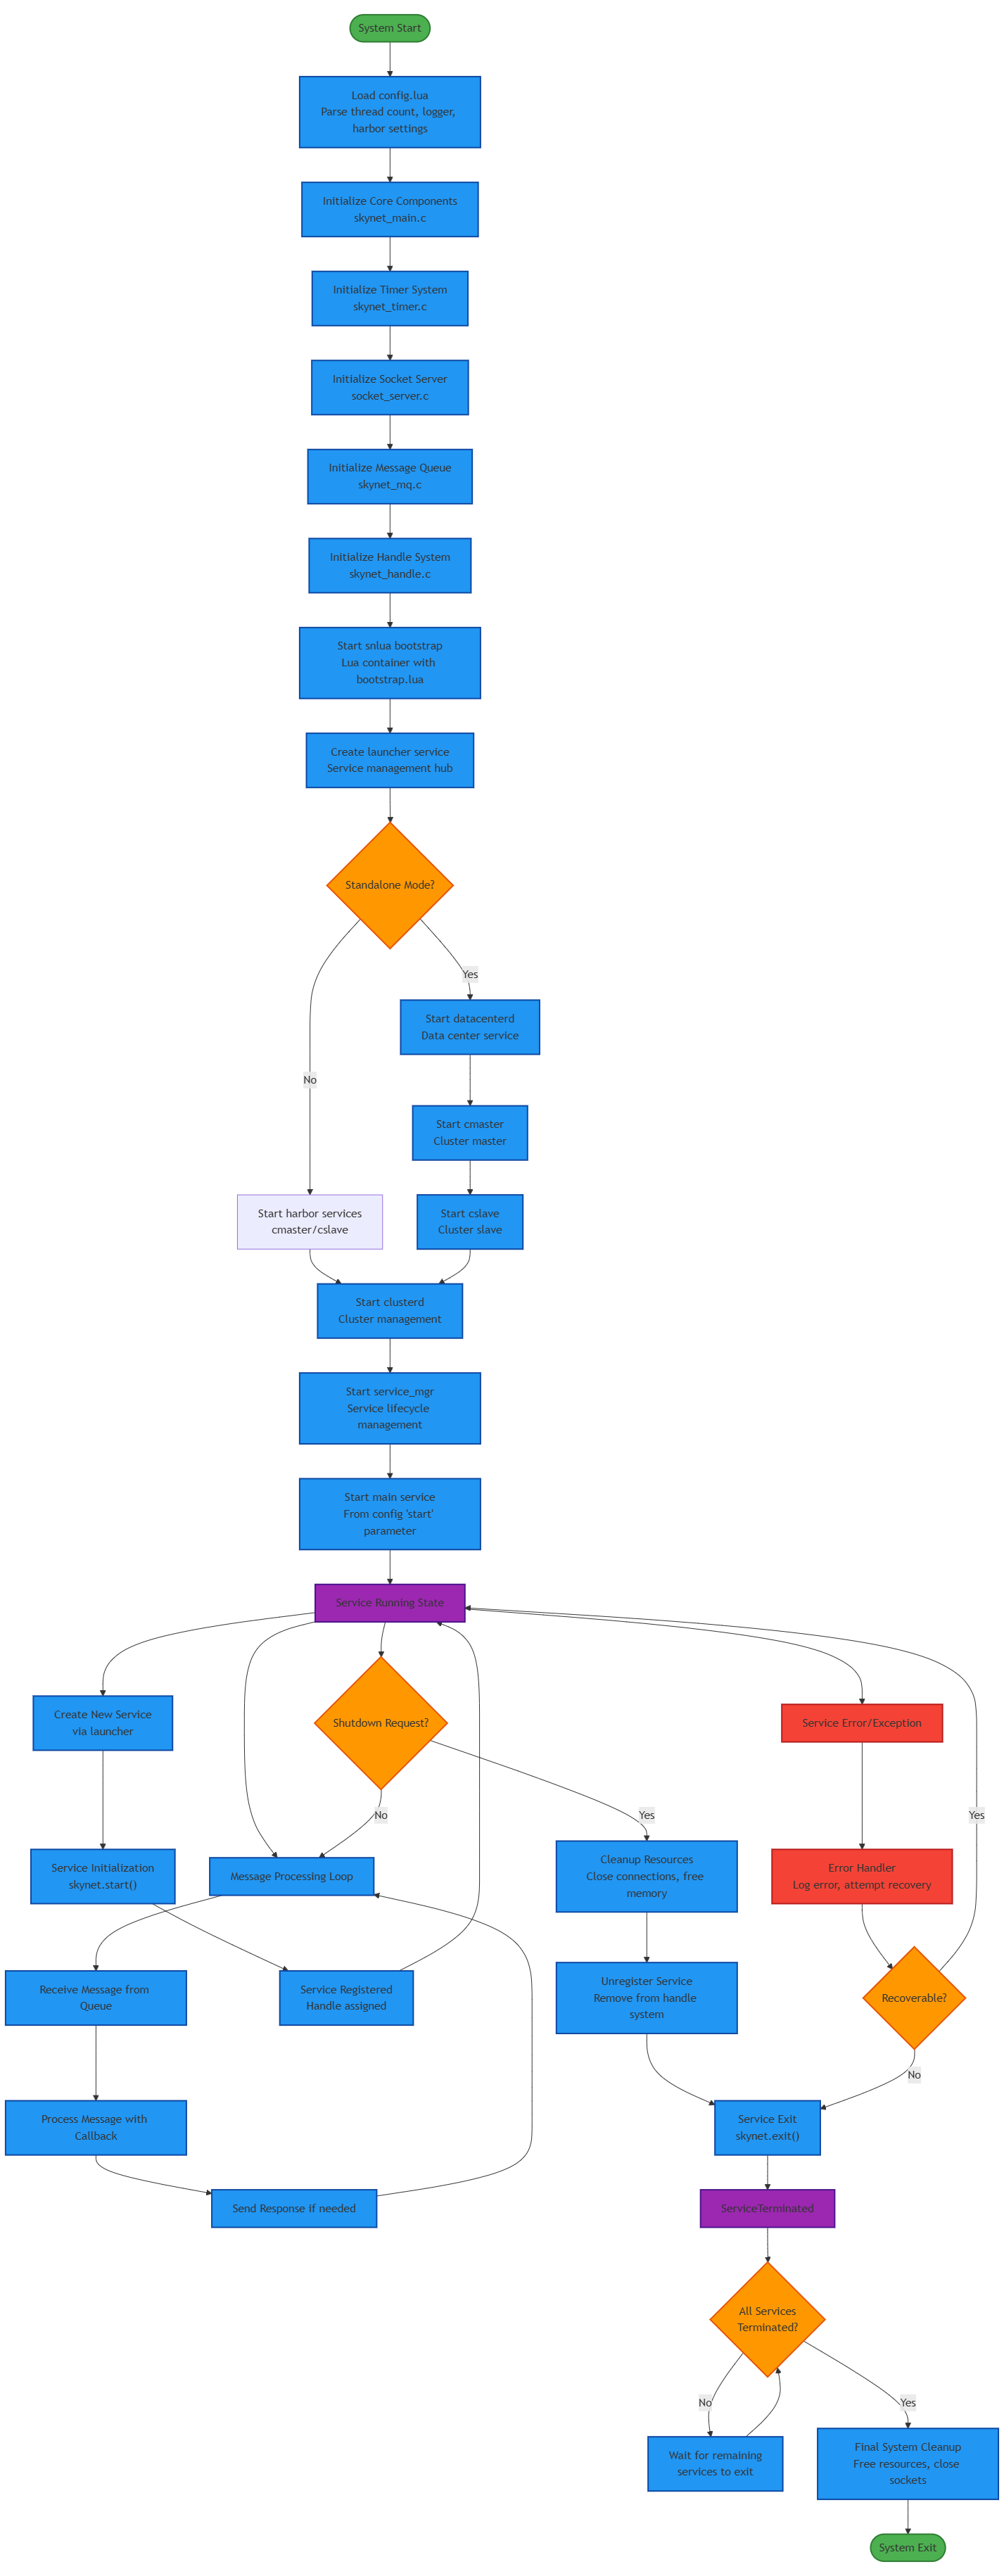 System Start
Load config.lua
Parse thread count, logger,
harbor settings
Initialize Core Components
skynet_main.c
Initialize Timer System
skynet_timer.c
Initialize Socket Server
socket_server.c
Initialize Message Queue
skynet_mq.c
Initialize Handle System
skynet_handle.c
Start snlua bootstrap
Lua container with
bootstrap.lua
Create launcher service
Service management hub
Standalone Mode?
Yes
Start datacenterd
Data center service
No
Start cmaster
Cluster master
Start harbor services
cmaster/cslave
Start cslave
Cluster slave
Start clusterd
Cluster management
Start service_mgr
Service lifecycle
management
Start main service
From config 'start'
parameter
Service Running State
Create New Service
via launcher
Shutdown Request?
Service Error/Exception
No
Yes
Yes
Service Initialization
skynet.start()
Message Processing Loop
Cleanup Resources
Close connections, free
memory
Error Handler
Log error, attempt recovery
Receive Message from
Queue
Service Registered
Handle assigned
Unregister Service
Remove from handle
system
Recoverable?
No
Process Message with
Callback
Service Exit
skynet.exit()
Send Response if needed
ServiceTerminated
All Services
Terminated?
No
Yes
Wait for remaining
services to exit
Final System Cleanup
Free resources, close
sockets
System Exit